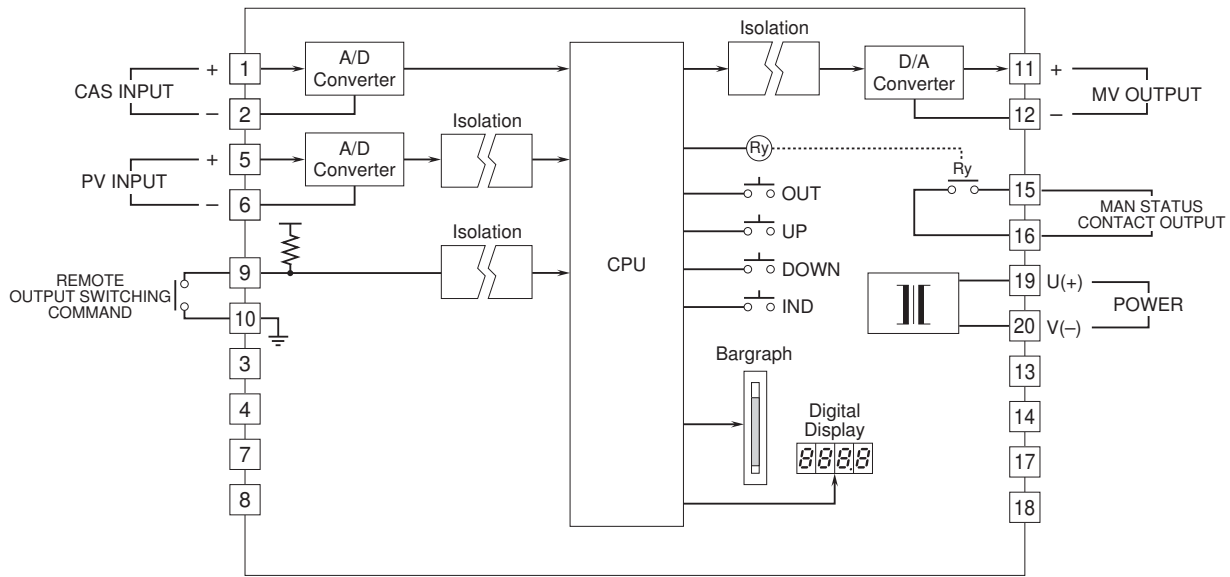 CAS INPUT
+
–
1
2
A/D
Converter
PV INPUT
+
–
5
6
A/D
Converter
Isolation
REMOTE
OUTPUT SWITCHING
COMMAND
9
10
Isolation
3
4
7
8
CPU
Isolation
D/A
Converter
11
12
+
–
MV OUTPUT
Ry
Ry
OUT
UP
DOWN
IND
15
16
MAN STATUS
CONTACT OUTPUT
19
20
U(+)
V(–)
POWER
13
14
17
18
Bargraph
Digital
Display
888.8